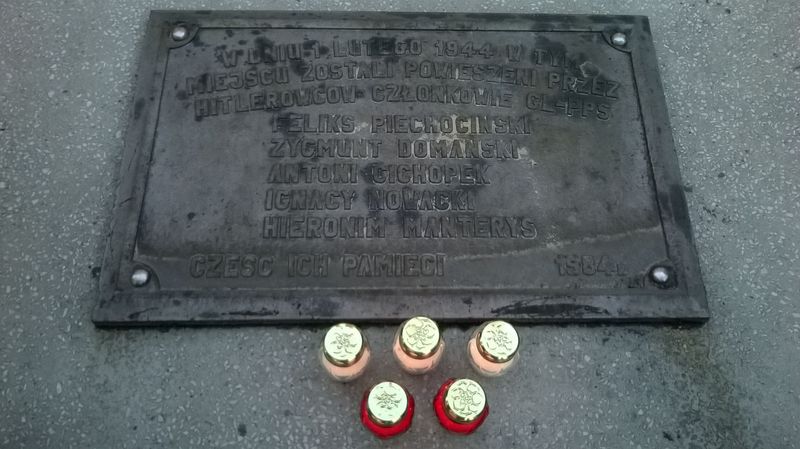 W DNIU 1 LUTEGO 1944 W TYM
MIEJSCU ZOSTALI POWIESZENI PRZEZ
HITLEROWCÓW CZŁONKOWIE GL-PPS
FELIKS PIECHOCIŃSKI
ZYGMUNT DOMAŃSKI
ANTONI CICHOPEK
IGNACY NOWACKI
HIERONIM MANTERYS
CZEŚĆ ICH PAMIĘCI 1984 r.